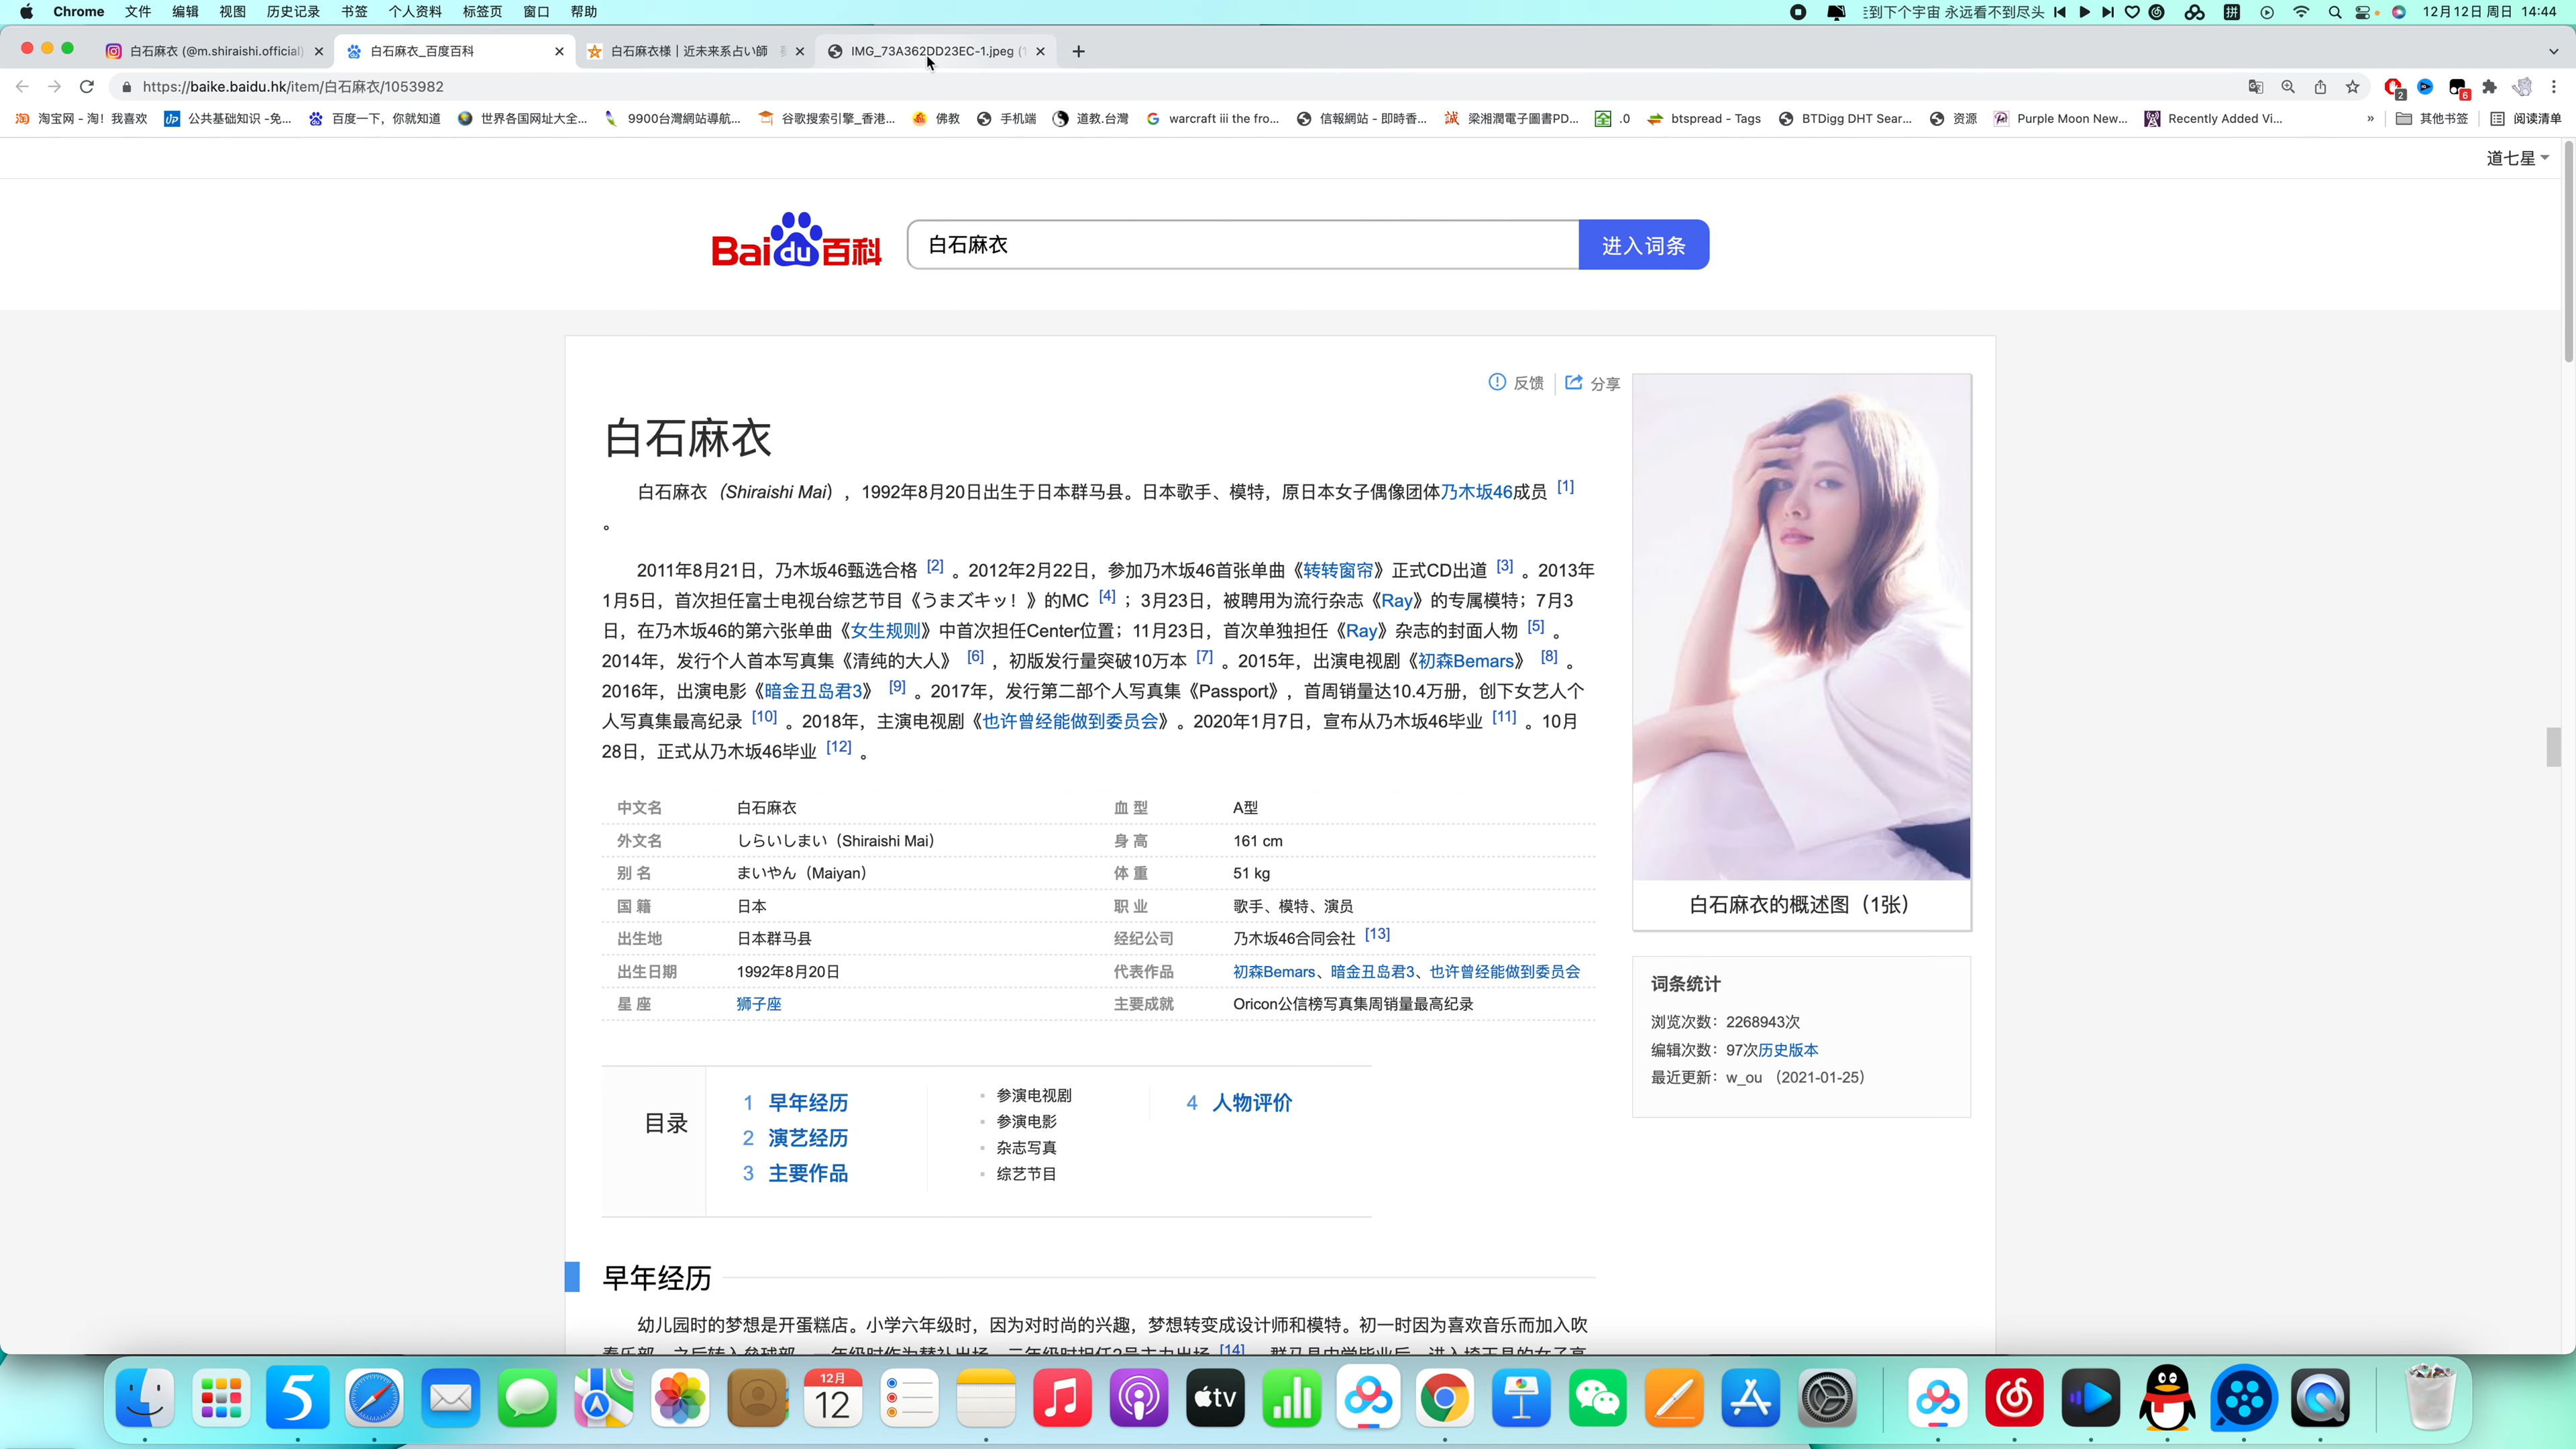 Chrome 文件 编辑 视图 历史记录 书签 个人资料 标签页 窗口 帮助
到下个宇宙 永远看不到尽头 拼 12月12日 周日 14:44
白石麻衣 (@m.shiraishi.official)
白石麻衣_百度百科
白石麻衣様 | 近未来系占い師
IMG_73A362DD23EC-1.jpeg (1
https://baike.baidu.hk/item/白石麻衣/1053982
2 6
淘 淘宝网 - 淘！我喜欢 公共基础知识 -免... 百度一下，你就知道 世界各国网址大全... 9900台灣網站導航... 谷歌搜索引擎_香港... 佛教 手机端 道教.台灣 warcraft iii the fro... 信報網站 - 即時香... 誠 梁湘潤電子圖書PD... 全 .0 btspread - Tags BTDigg DHT Sear... 资源 Purple Moon New... Recently Added Vi... » 其他书签 阅读清单
道七星
Baidu百科 白石麻衣 进入词条
反馈 分享
白石麻衣
白石麻衣（Shiraishi Mai），1992年8月20日出生于日本群马县。日本歌手、模特，原日本女子偶像团体乃木坂46成员 [1]
。
2011年8月21日，乃木坂46甄选合格 [2] 。2012年2月22日，参加乃木坂46首张单曲《转转窗帘》正式CD出道 [3] 。2013年
1月5日，首次担任富士电视台综艺节目《うまズキッ！》的MC [4] ；3月23日，被聘用为流行杂志《Ray》的专属模特；7月3
日，在乃木坂46的第六张单曲《女生规则》中首次担任Center位置；11月23日，首次单独担任《Ray》杂志的封面人物 [5] 。
2014年，发行个人首本写真集《清纯的大人》 [6] ，初版发行量突破10万本 [7] 。2015年，出演电视剧《初森Bemars》 [8] 。
2016年，出演电影《暗金丑岛君3》 [9] 。2017年，发行第二部个人写真集《Passport》，首周销量达10.4万册，创下女艺人个
人写真集最高纪录 [10] 。2018年，主演电视剧《也许曾经能做到委员会》。2020年1月7日，宣布从乃木坂46毕业 [11] 。10月
28日，正式从乃木坂46毕业 [12] 。
中文名 白石麻衣 血 型 A型
外文名 しらいしまい（Shiraishi Mai） 身 高 161 cm
别 名 まいやん（Maiyan） 体 重 51 kg
国 籍 日本 职 业 歌手、模特、演员
出生地 日本群马县 经纪公司 乃木坂46合同会社 [13]
出生日期 1992年8月20日 代表作品 初森Bemars、暗金丑岛君3、也许曾经能做到委员会
星 座 狮子座 主要成就 Oricon公信榜写真集周销量最高纪录
白石麻衣的概述图（1张）
词条统计
浏览次数：2268943次
编辑次数：97次历史版本
最近更新：w_ou （2021-01-25）
目录
1 早年经历
2 演艺经历
3 主要作品
参演电视剧
参演电影
杂志写真
综艺节目
4 人物评价
早年经历
幼儿园时的梦想是开蛋糕店。小学六年级时，因为对时尚的兴趣，梦想转变成设计师和模特。初一时因为喜欢音乐而加入吹
5 12月 12 tv